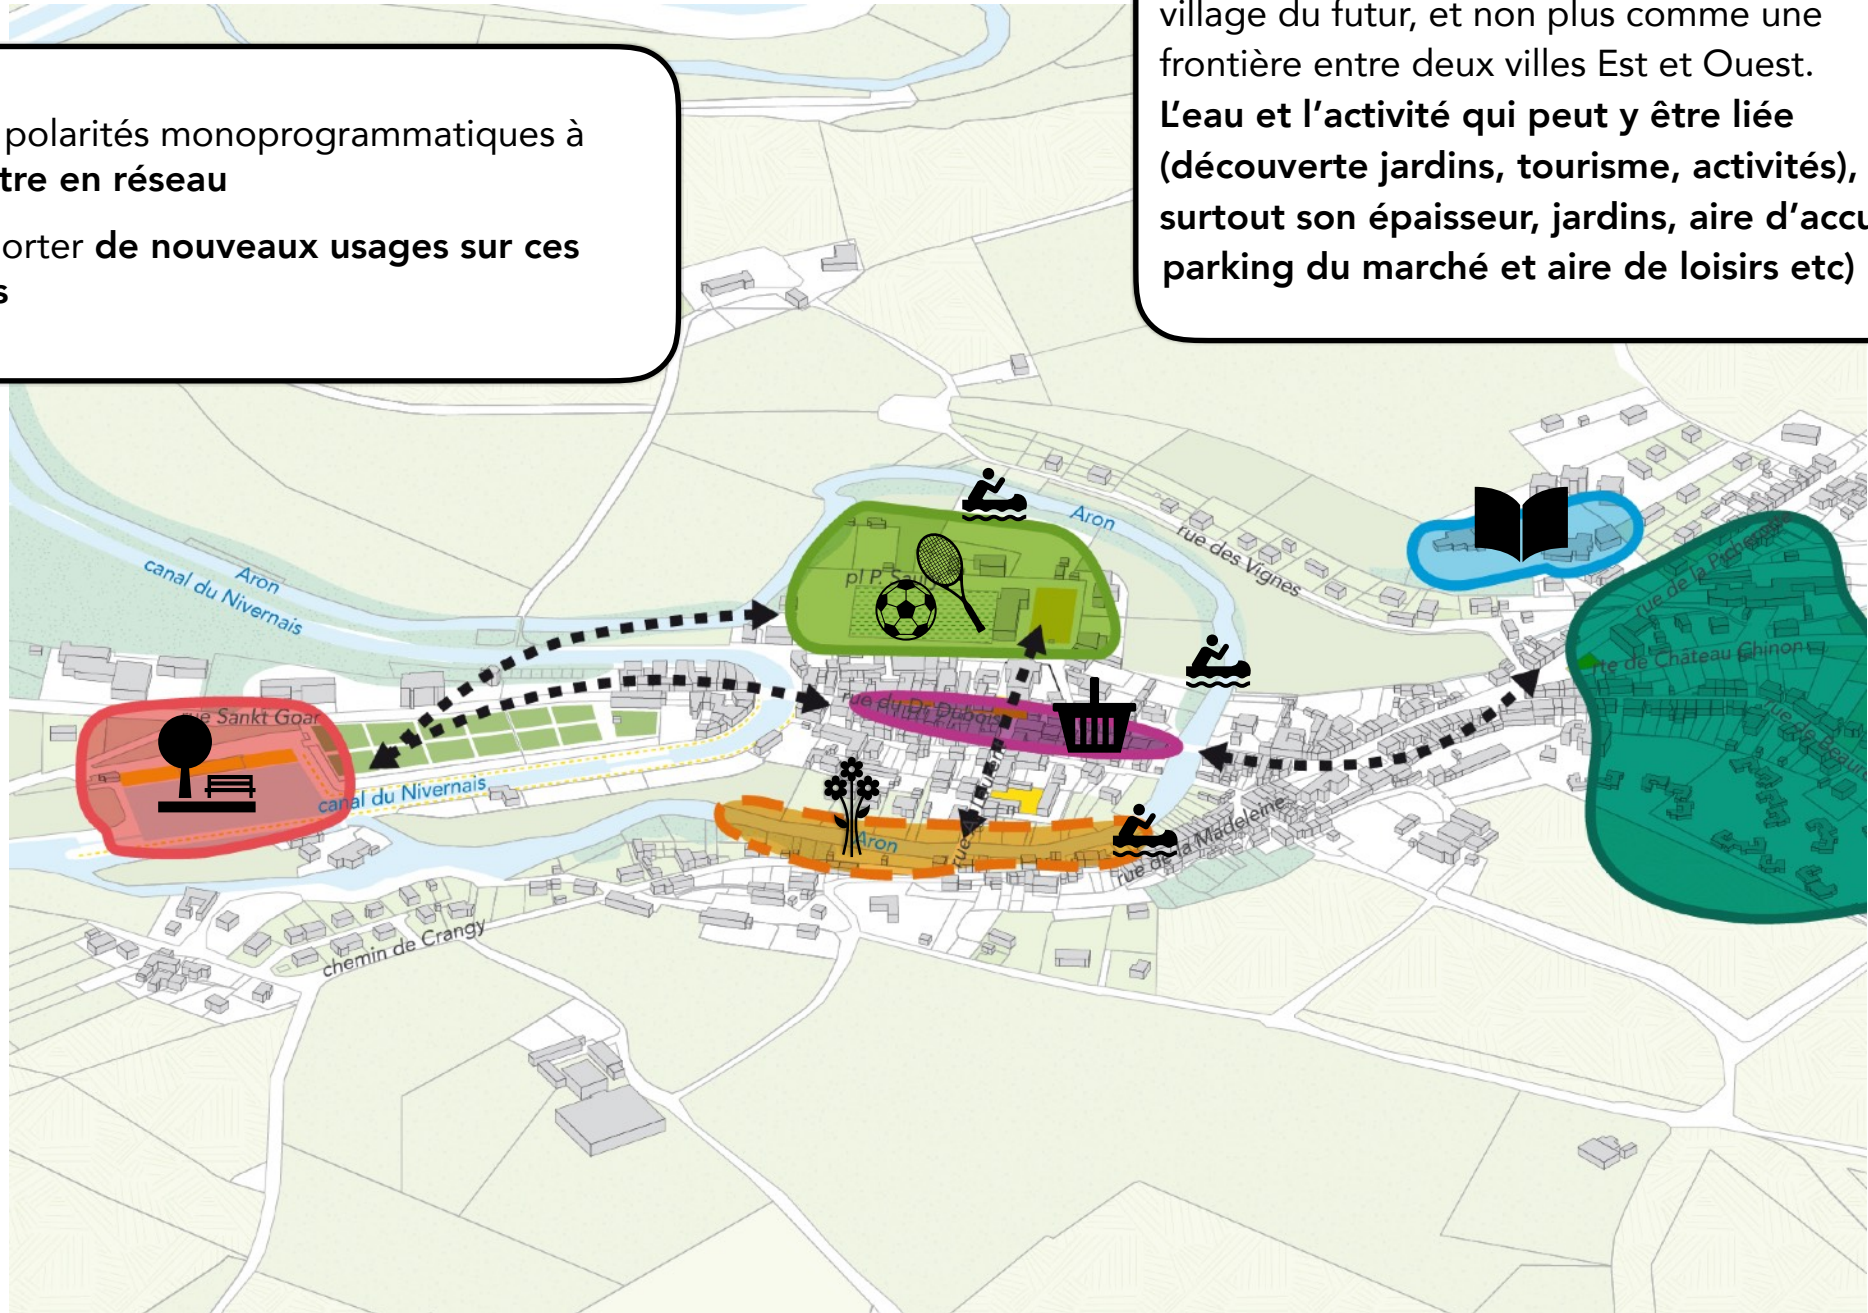 polarités monoprogrammatiques à
tre en réseau
orter de nouveaux usages sur ces
s
village du futur, et non plus comme une
frontière entre deux villes Est et Ouest.
L’eau et l’activité qui peut y être liée
(découverte jardins, tourisme, activités),
surtout son épaisseur, jardins, aire d’accu
parking du marché et aire de loisirs etc)
Aron
rue des Vignes
Aron
canal du Nivernais
pl P.
rue de la
rte de Château Chinon
rue Sankt Goar
rue du Dr Dubois
rue de
canal du Nivernais
Aron
rue
rue de la Madeleine
chemin de Crangy